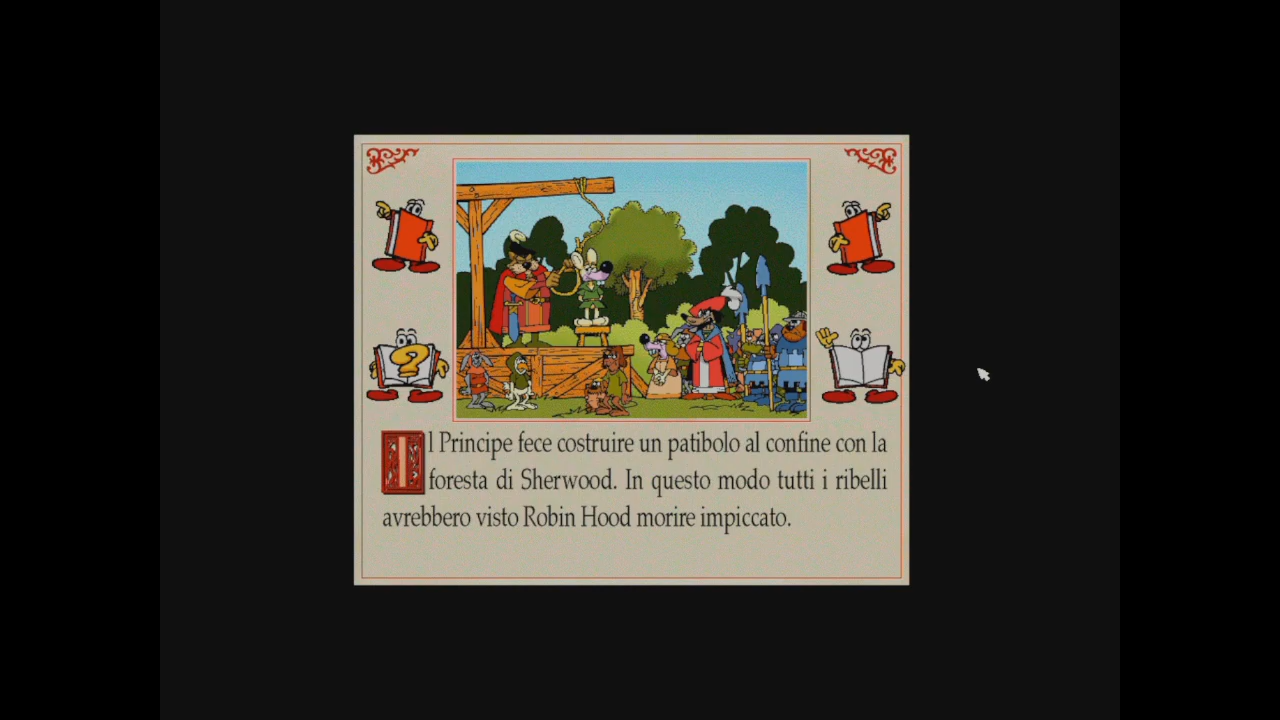 Il Principe fece costruire un patibolo al confine con la
foresta di Sherwood. In questo modo tutti i ribelli
avrebbero visto Robin Hood morire impiccato.
?